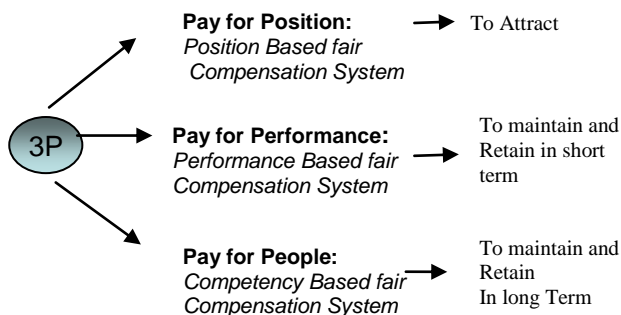 Pay for Position:
Position Based fair
Compensation System
To Attract
3P
Pay for Performance:
Performance Based fair
Compensation System
To maintain and
Retain in short
term
Pay for People:
Competency Based fair
Compensation System
To maintain and
Retain
In long Term